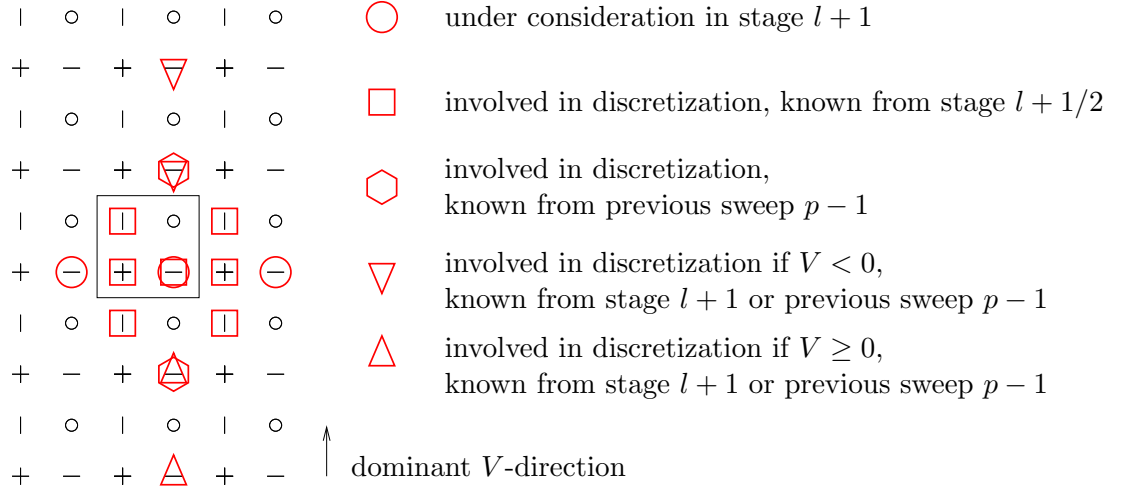 under consideration in stage l + 1
involved in discretization, known from stage l + 1/2
involved in discretization,
known from previous sweep p − 1
involved in discretization if V < 0,
known from stage l + 1 or previous sweep p − 1
involved in discretization if V ≥ 0,
known from stage l + 1 or previous sweep p − 1
dominant V-direction